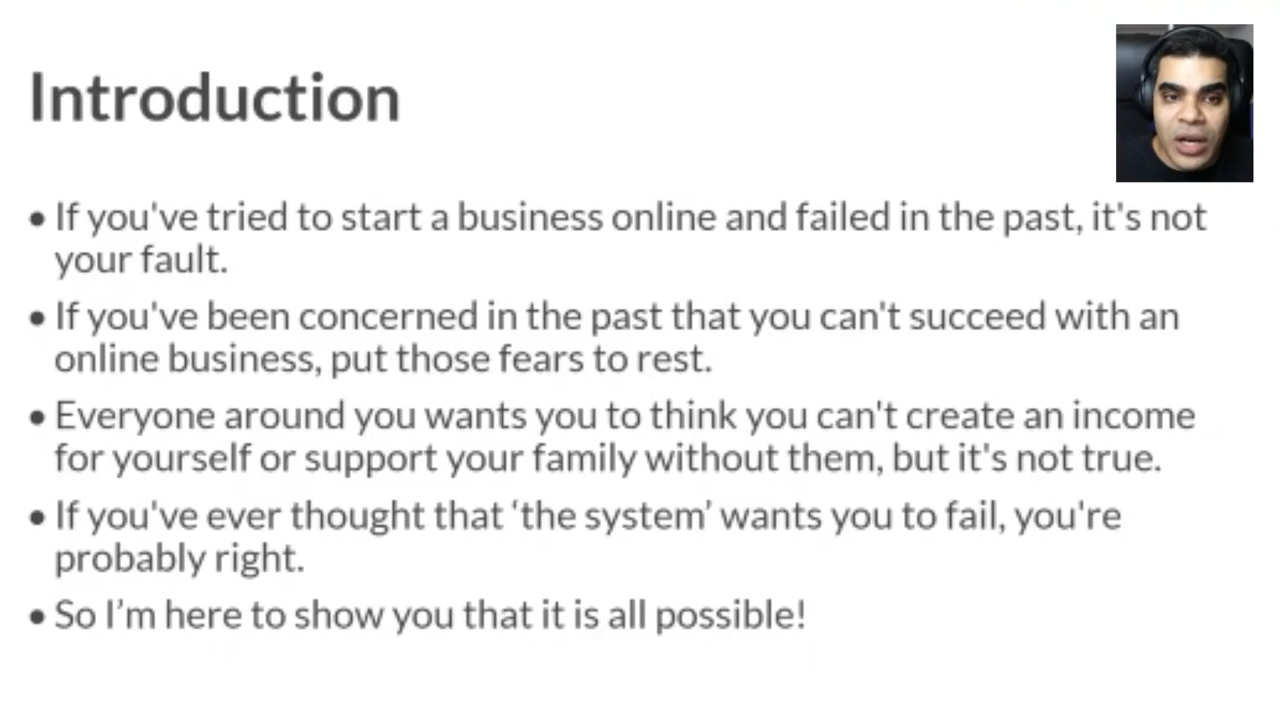 Introduction
• If you've tried to start a business online and failed in the past, it's not
your fault.
• If you've been concerned in the past that you can't succeed with an
online business, put those fears to rest.
• Everyone around you wants you to think you can't create an income
for yourself or support your family without them, but it's not true.
• If you've ever thought that ‘the system’ wants you to fail, you're
probably right.
• So I’m here to show you that it is all possible!